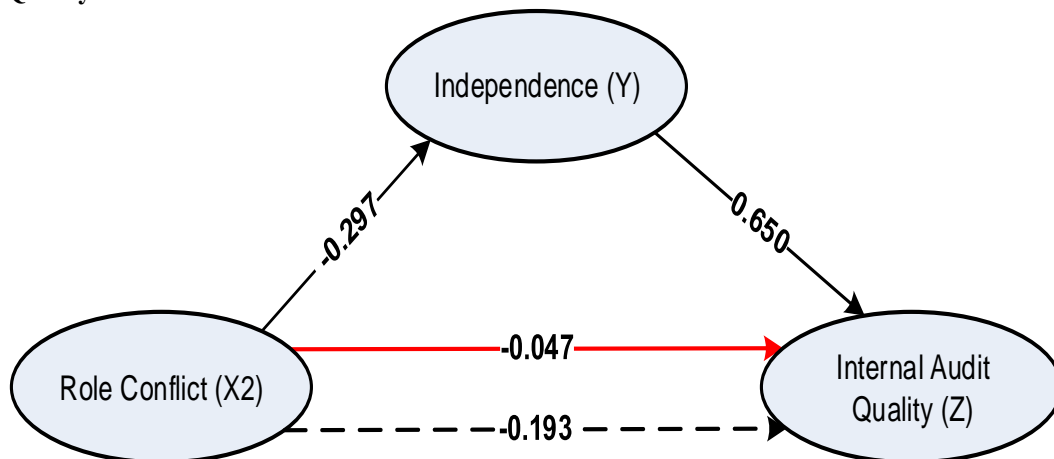 Independence (Y)
-0.297
0.650
-0.047
Role Conflict (X2)
Internal Audit
Quality (Z)
-0.193